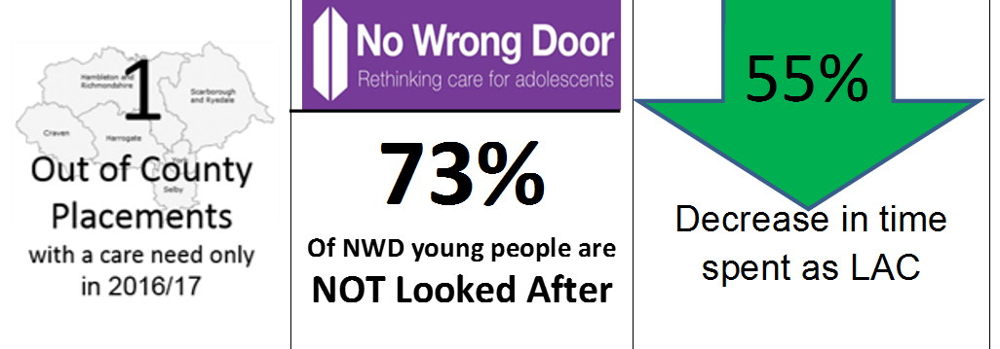 1
Hambleton and
Richmondshire
Scarborough
and Ryedale
Craven
Harrogate
York
Selby
Out of County
Placements
with a care need only
in 2016/17
No Wrong Door
Rethinking care for adolescents
73%
Of NWD young people are
NOT Looked After
55%
Decrease in time
spent as LAC